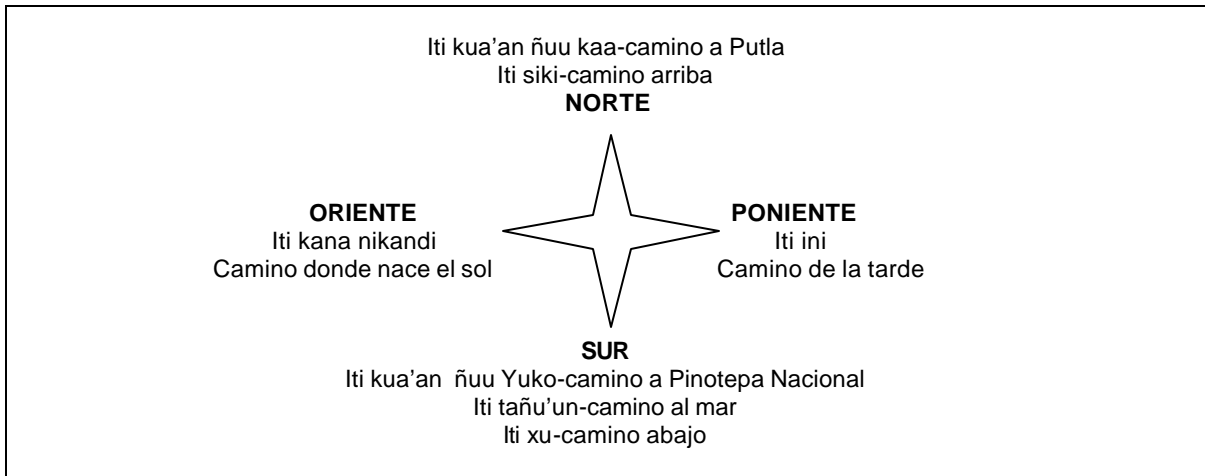 Iti kua'an ñuu kaa-camino a Putla
Iti siki-camino arriba
NORTE
ORIENTE
Iti kana nikandi
Camino donde nace el sol
PONIENTE
Iti ini
Camino de la tarde
SUR
Iti kua'an ñuu Yuko-camino a Pinotepa Nacional
Iti tañu'un-camino al mar
Iti xu-camino abajo